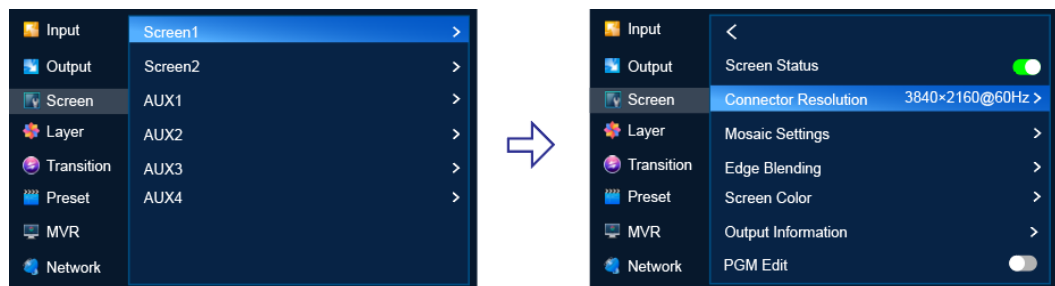 Input
Output
Screen
Layer
Transition
Preset
MVR
Network
Screen1 >
Screen2 >
AUX1 >
AUX2 >
AUX3 >
AUX4 >
Input
Output
Screen
Layer
Transition
Preset
MVR
Network
<
Screen Status
Connector Resolution 3840×2160@60Hz >
Mosaic Settings >
Edge Blending >
Screen Color >
Output Information >
PGM Edit